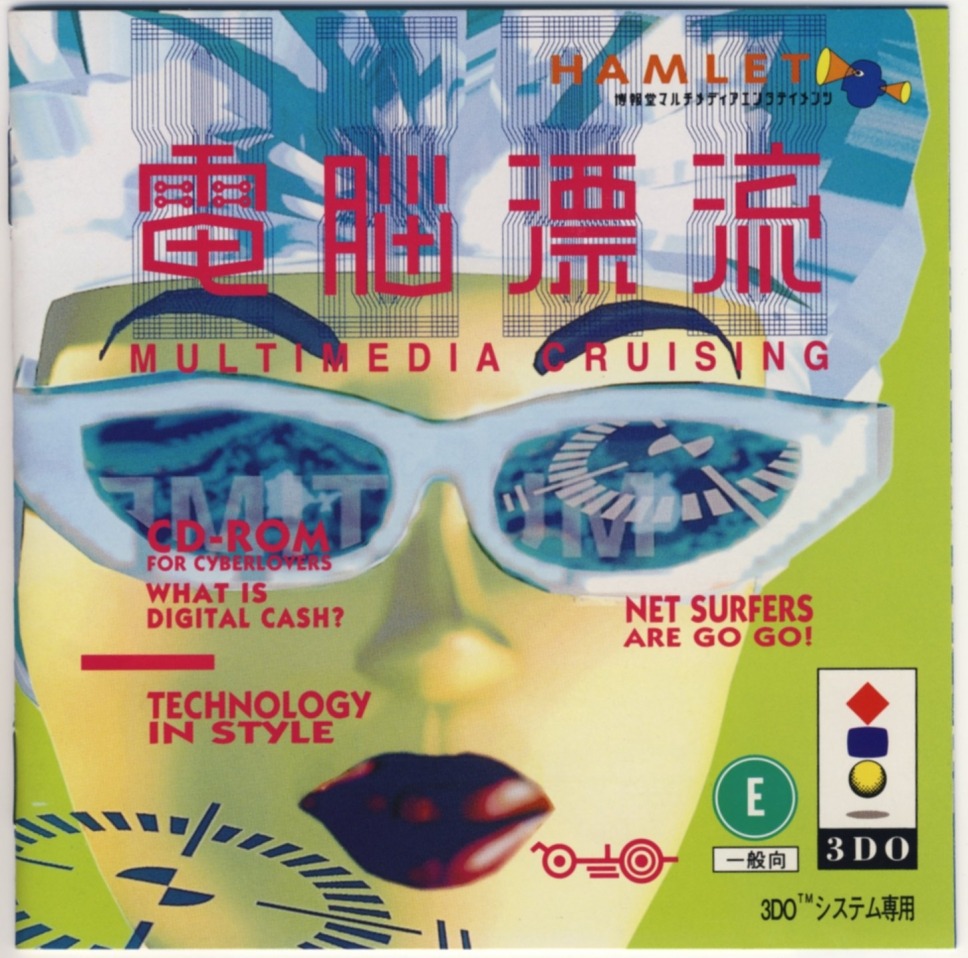 HAMLET
博報堂マルチメディアエンタテイメンツ
電脳漂流
MULTIMEDIA CRUISING
CD-ROM
FOR CYBERLOVERS
WHAT IS
DIGITAL CASH?
NET SURFERS
ARE GO GO!
TECHNOLOGY
IN STYLE
E
一般向
3DO
3DO™システム専用